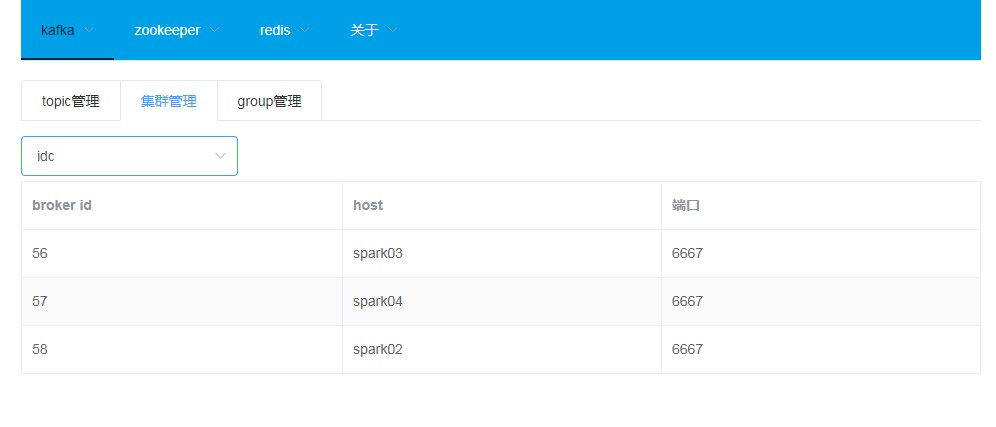 kafka zookeeper redis 关于
topic管理 集群管理 group管理
idc
broker id host 端口
56 spark03 6667
57 spark04 6667
58 spark02 6667